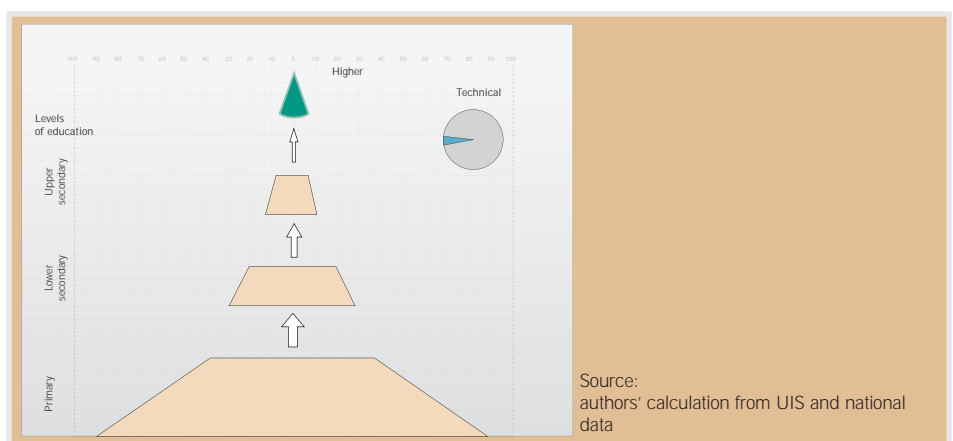 100 90 80 70 60 50 40 30 20 10 0 10 20 30 40 50 60 70 80 90 100
Higher
Technical
Levels
of education
Upper
secondary
Lower
secondary
Primary
Source:
authors' calculation from UIS and national
data